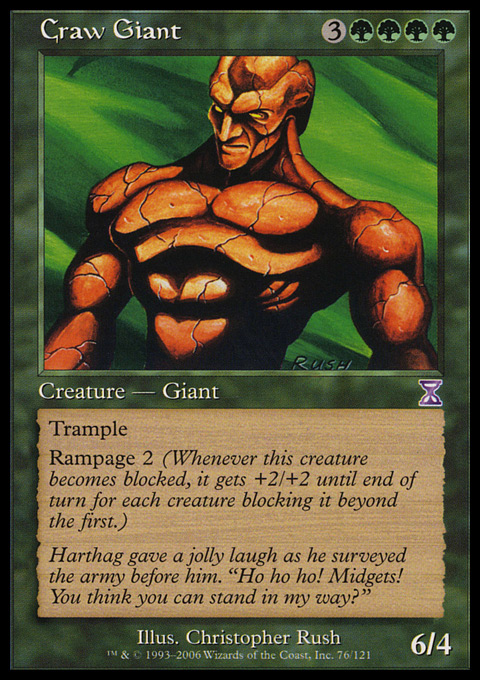 Craw Giant
3
RUSH
Creature — Giant
Trample
Rampage 2 (Whenever this creature
becomes blocked, it gets +2/+2 until end of
turn for each creature blocking it beyond
the first.)
Harthag gave a jolly laugh as he surveyed
the army before him. “Ho ho ho! Midgets!
You think you can stand in my way?”
Illus. Christopher Rush
™ & © 1993–2006 Wizards of the Coast, Inc. 76/121
6/4